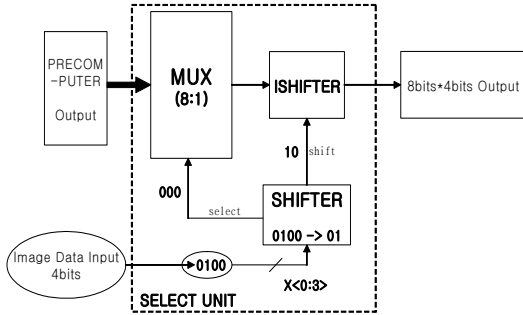 PRECOM
-PUTER
Output
MUX
(8:1)
ISHIFTER
8bits*4bits Output
10 shift
000
select
SHIFTER
0100 -> 01
Image Data Input
4bits
0100
X<0:3>
SELECT UNIT